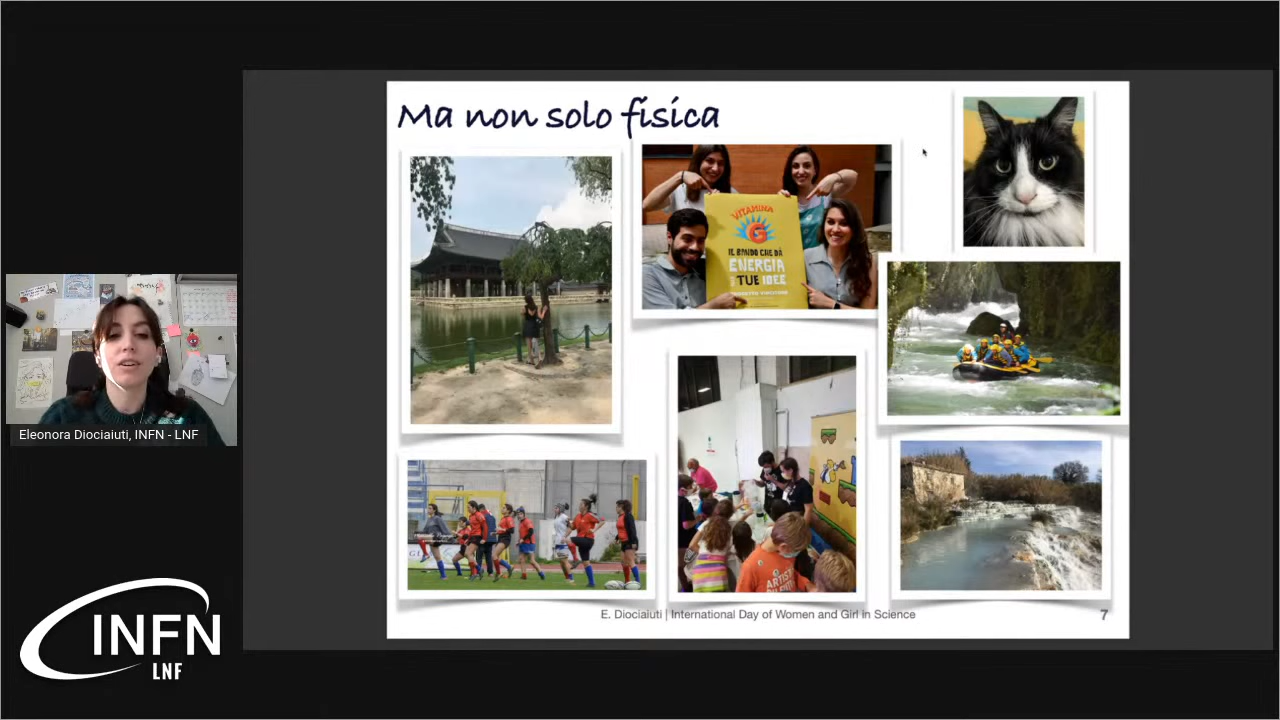 Ma non solo fisica
VITAMINA
G
IL BANDO CHE DÀ
ENERGIA
TUE IDEE
Eleonora Diociaiuti, INFN - LNF
INFN
LNF
E. Diociaiuti | International Day of Women and Girl in Science
7